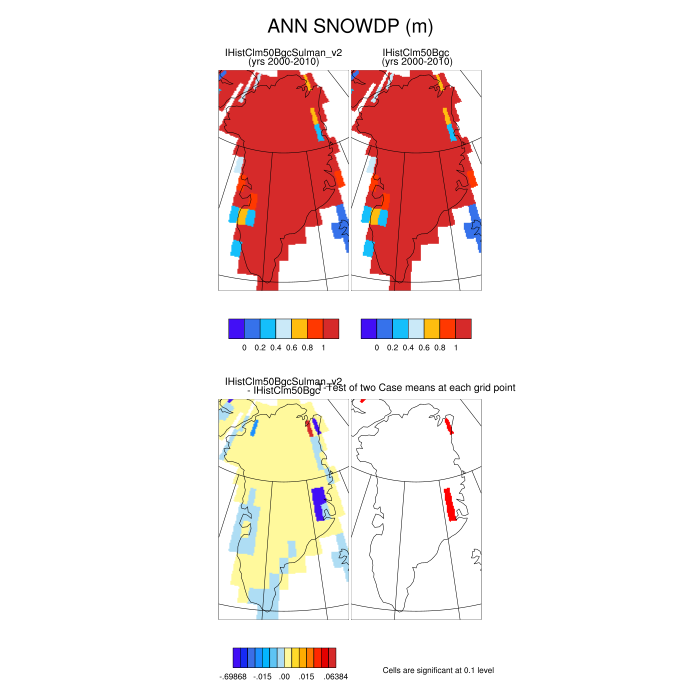 ANN SNOWDP (m)
IHistClm50BgcSulman_v2
(yrs 2000-2010)
IHistClm50Bgc
(yrs 2000-2010)
0 0.2 0.4 0.6 0.8 1
0 0.2 0.4 0.6 0.8 1
IHistClm50BgcSulman_v2
- IHistClm50Bgc
T-Test of two Case means at each grid point
-.69868 -.015 .00 .015 .06384
Cells are significant at 0.1 level